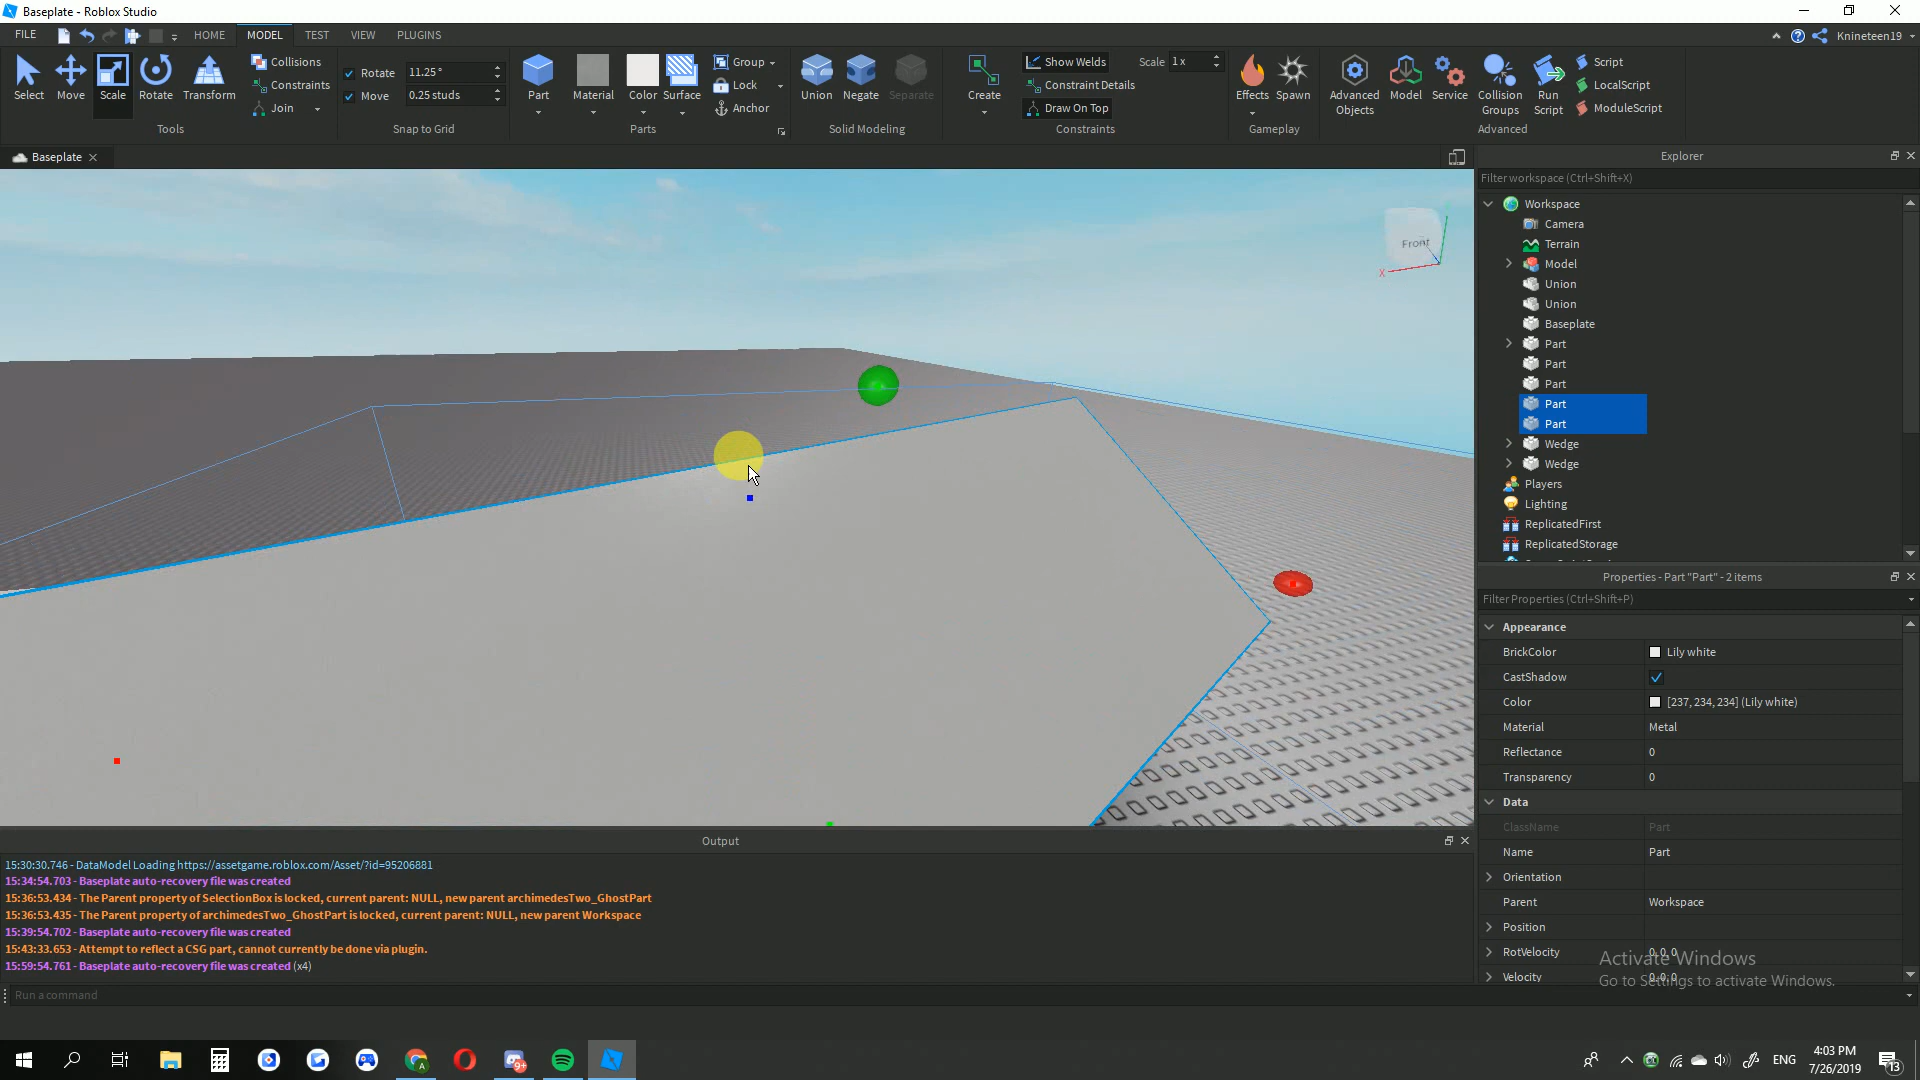 Baseplate - Roblox Studio
FILE HOME MODEL TEST VIEW PLUGINS Knineteen19
Select Move Scale Rotate Transform
Collisions
Constraints
Join
Tools
Rotate 11.25 °
Move 0.25 studs
Snap to Grid
Part Material Color Surface
Group
Lock
Anchor
Parts
Union Negate Separate
Solid Modeling
Create
Show Welds
Constraint Details
Draw On Top
Scale 1 x
Constraints
Effects Spawn
Gameplay
Advanced Objects Model Service Collision Groups Run Script
Script
LocalScript
ModuleScript
Advanced
Baseplate
Front
X
Explorer
Filter workspace (Ctrl+Shift+X)
Workspace
Camera
Terrain
Model
Union
Union
Baseplate
Part
Part
Part
Part
Part
Wedge
Wedge
Players
Lighting
ReplicatedFirst
ReplicatedStorage
Properties - Part "Part" - 2 items
Filter Properties (Ctrl+Shift+P)
Appearance
BrickColor Lily white
CastShadow
Color [237, 234, 234] (Lily white)
Material Metal
Reflectance 0
Transparency 0
Data
ClassName Part
Name Part
Orientation
Parent Workspace
Position
RotVelocity 0, 0, 0
Velocity 0, 0, 0
Activate Windows
Go to Settings to activate Windows.
Output
15:30:30.746 - DataModel Loading https://assetgame.roblox.com/Asset/?id=95206881
15:34:54.703 - Baseplate auto-recovery file was created
15:36:53.434 - The Parent property of SelectionBox is locked, current parent: NULL, new parent archimedesTwo_GhostPart
15:36:53.435 - The Parent property of archimedesTwo_GhostPart is locked, current parent: NULL, new parent Workspace
15:39:54.702 - Baseplate auto-recovery file was created
15:43:33.653 - Attempt to reflect a CSG part, cannot currently be done via plugin.
15:59:54.761 - Baseplate auto-recovery file was created (x4)
Run a command
9+
ENG
4:03 PM
7/26/2019
13